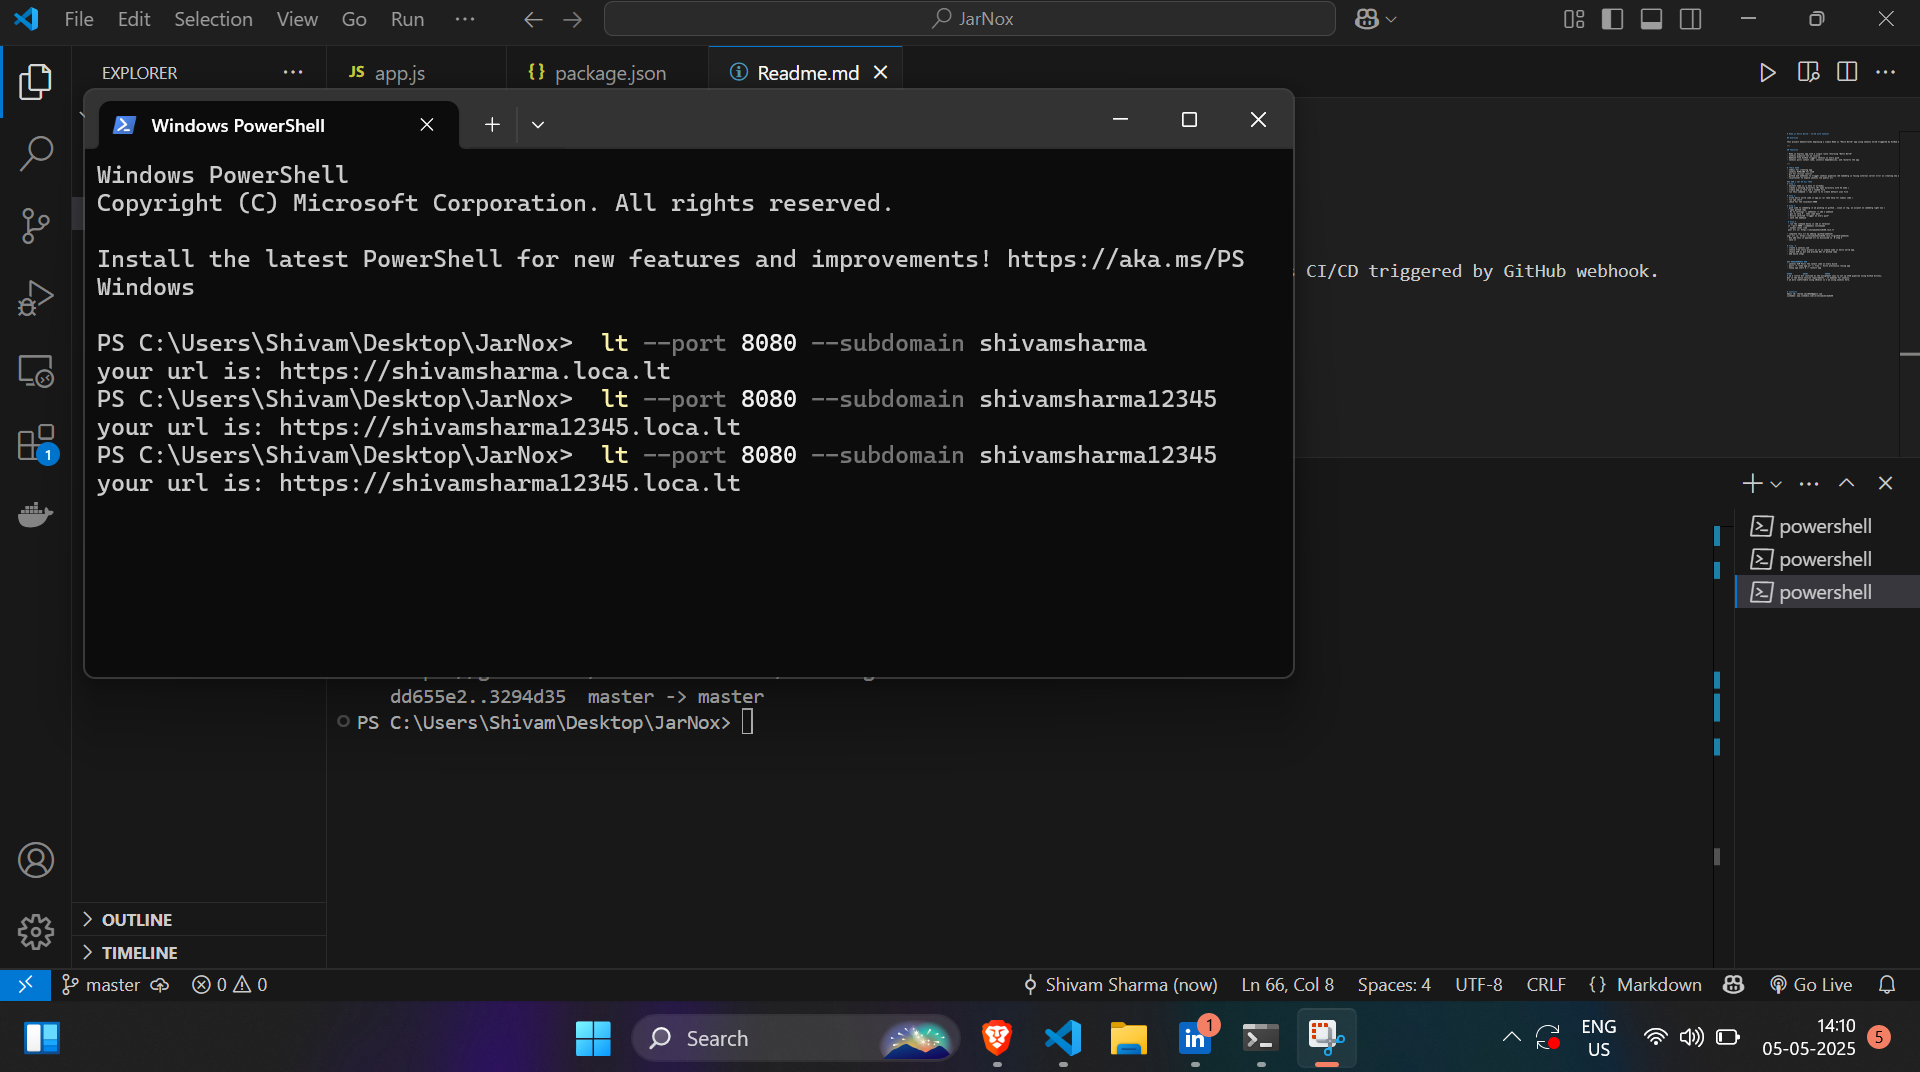 File Edit Selection View Go Run ···
JarNox
EXPLORER ···
JS app.js
{} package.json
Readme.md
Windows PowerShell
Windows PowerShell
Copyright (C) Microsoft Corporation. All rights reserved.
Install the latest PowerShell for new features and improvements! https://aka.ms/PS
Windows
CI/CD triggered by GitHub webhook.
PS C:\Users\Shivam\Desktop\JarNox>  lt --port 8080 --subdomain shivamsharma
your url is: https://shivamsharma.loca.lt
PS C:\Users\Shivam\Desktop\JarNox>  lt --port 8080 --subdomain shivamsharma12345
your url is: https://shivamsharma12345.loca.lt
PS C:\Users\Shivam\Desktop\JarNox>  lt --port 8080 --subdomain shivamsharma12345
your url is: https://shivamsharma12345.loca.lt
1
powershell
powershell
powershell
dd655e2..3294d35  master -> master
PS C:\Users\Shivam\Desktop\JarNox>
OUTLINE
TIMELINE
master 0 0 Shivam Sharma (now) Ln 66, Col 8 Spaces: 4 UTF-8 CRLF {} Markdown Go Live
Search
in 1
ENG
US
14:10
05-05-2025
5